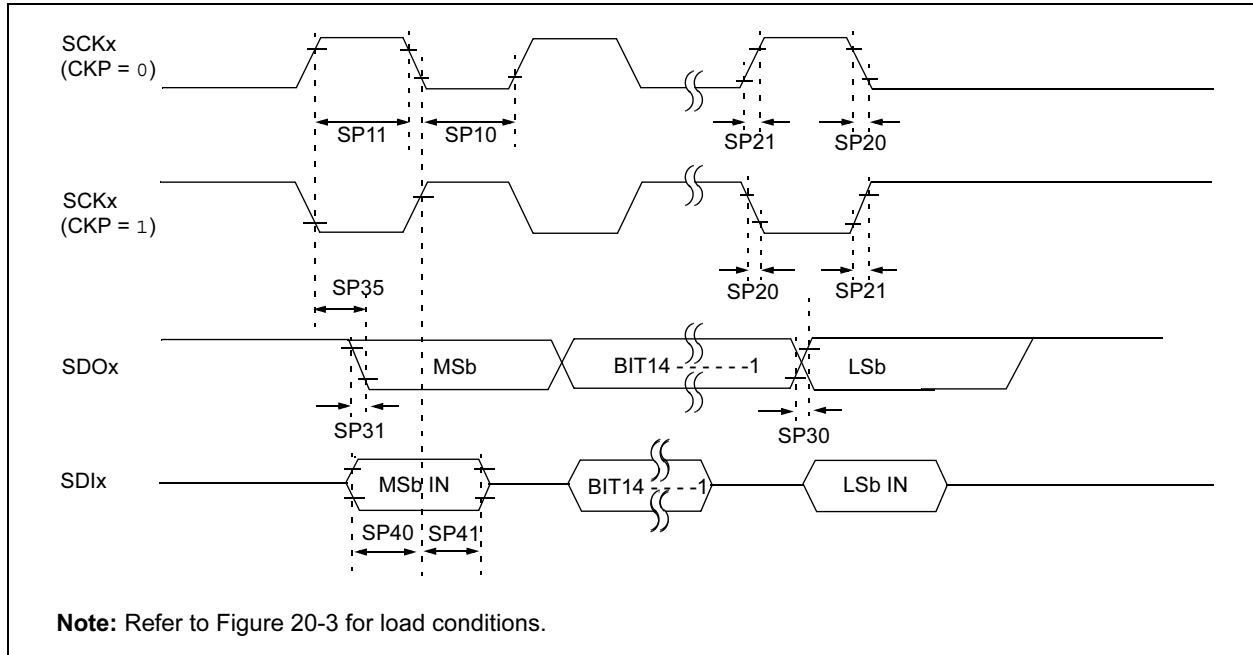 SCKx
(CKP = 0)
SP11
SP10
SP21
SP20
SCKx
(CKP = 1)
SP35
SP20
SP21
SDOx
MSb
BIT14 - - - - - -1
LSb
SP31
SP30
SDIx
MSb IN
BIT14 - - - -1
LSb IN
SP40
SP41
Note: Refer to Figure 20-3 for load conditions.